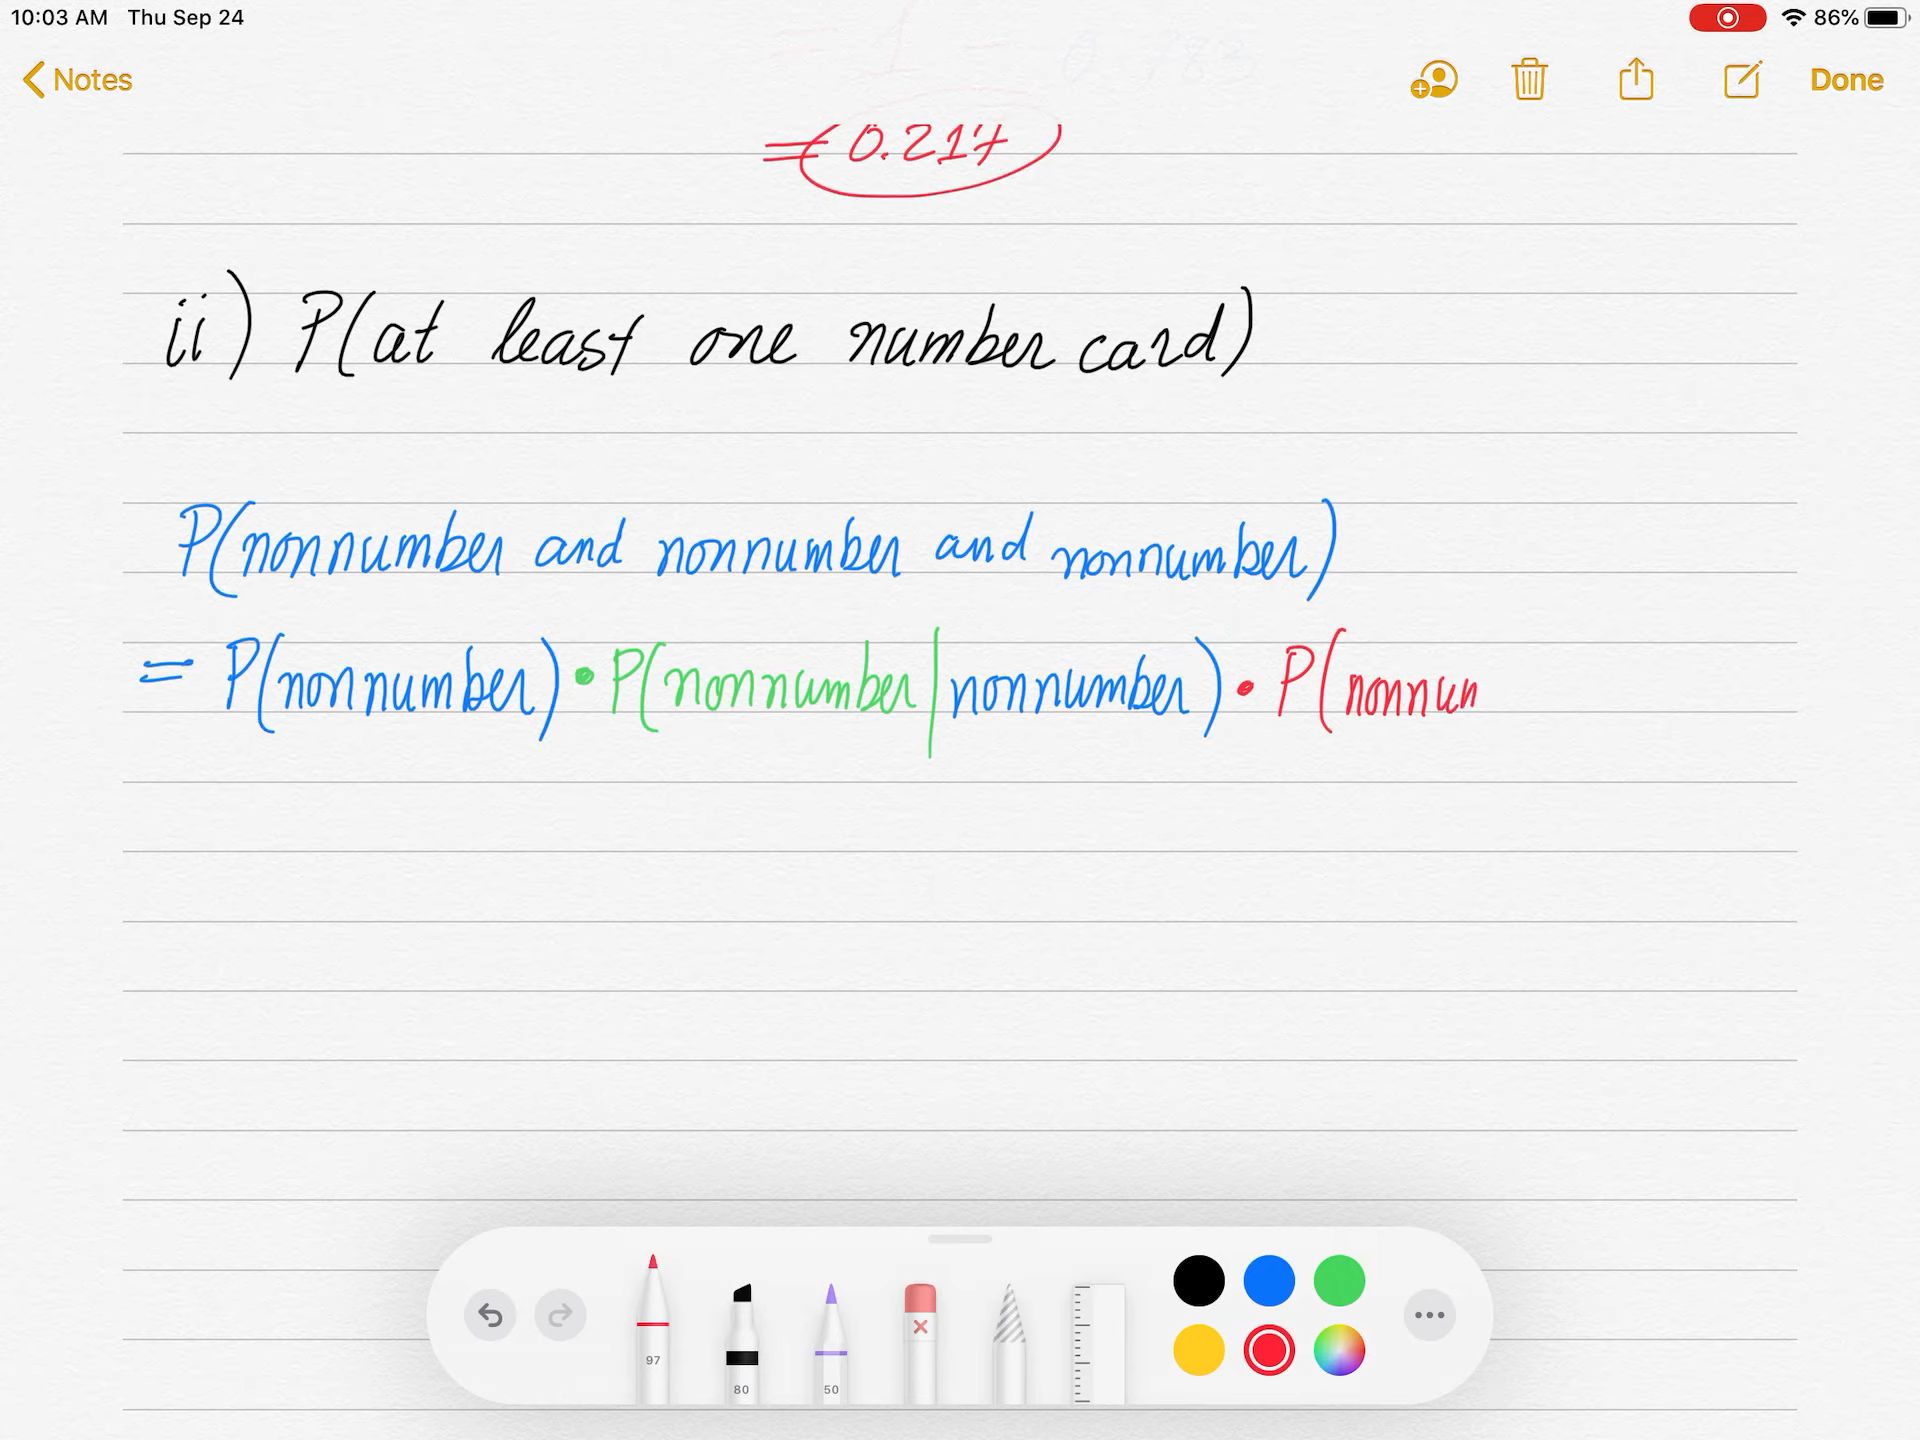 10:03 AM Thu Sep 24 86%
Notes Done
= 0.217
ii) P(at least one number card)
P(nonnumber and nonnumber and nonnumber)
= P(nonnumber) • P(nonnumber|nonnumber) • P(nonnun
97 80 50